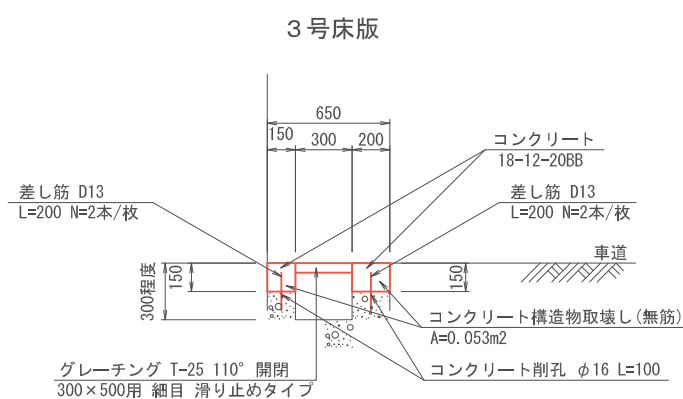 ３号床版
650
150 300 200
コンクリート
18-12-20BB
差し筋 D13
L=200 N=2本/枚
差し筋 D13
L=200 N=2本/枚
車道
300程度
150
150
コンクリート構造物取壊し(無筋)
A=0.053m2
グレーチング T-25 110° 開閉
300×500用 細目 滑り止めタイプ
コンクリート削孔 φ16 L=100